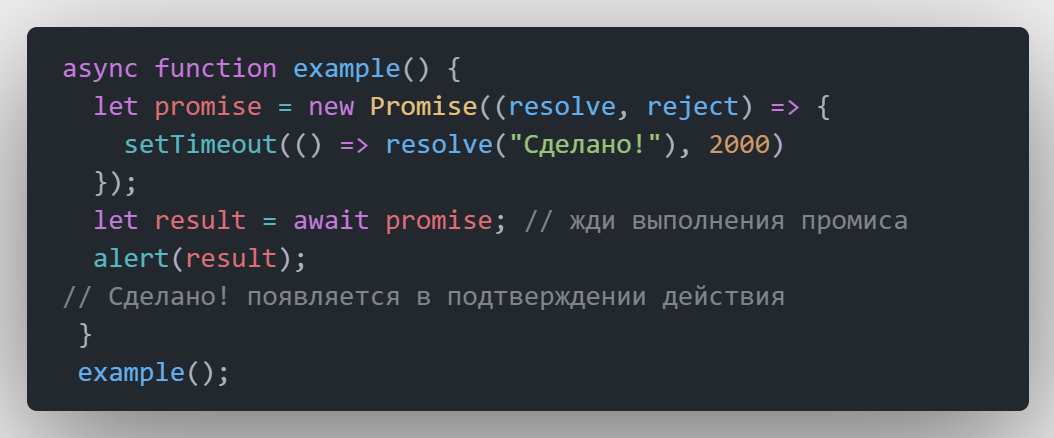 async function example() {
  let promise = new Promise((resolve, reject) => {
    setTimeout(() => resolve("Сделано!"), 2000)
  });
  let result = await promise; // жди выполнения промиса
  alert(result);
// Сделано! появляется в подтверждении действия
 }
 example();